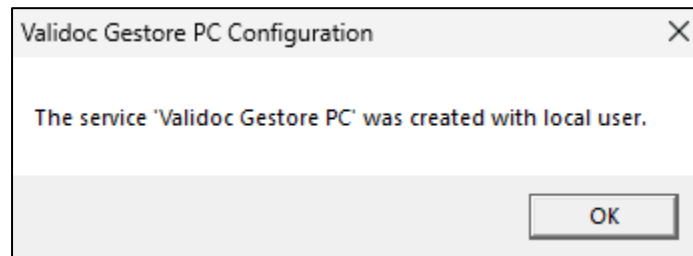 Validoc Gestore PC Configuration
The service 'Validoc Gestore PC' was created with local user.
OK